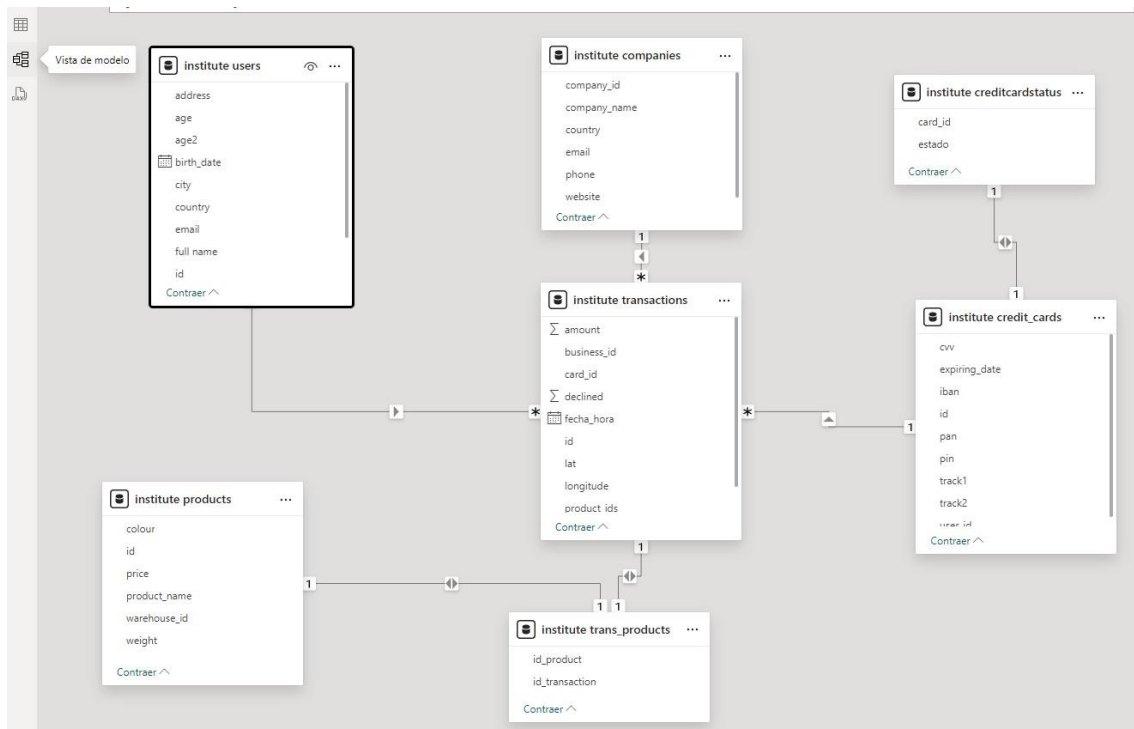 Vista de modelo
institute users
address
age
age2
birth_date
city
country
email
full name
id
Contraer
institute companies
company_id
company_name
country
email
phone
website
Contraer
institute creditcardstatus
card_id
estado
Contraer
1
1
1
*
institute transactions
amount
business_id
card_id
declined
fecha_hora
id
lat
longitude
product_ids
Contraer
*
*
1
institute credit_cards
cvv
expiring_date
iban
id
pan
pin
track1
track2
user_id
Contraer
institute products
colour
id
price
product_name
warehouse_id
weight
Contraer
1
1
1 1
institute trans_products
id_product
id_transaction
Contraer